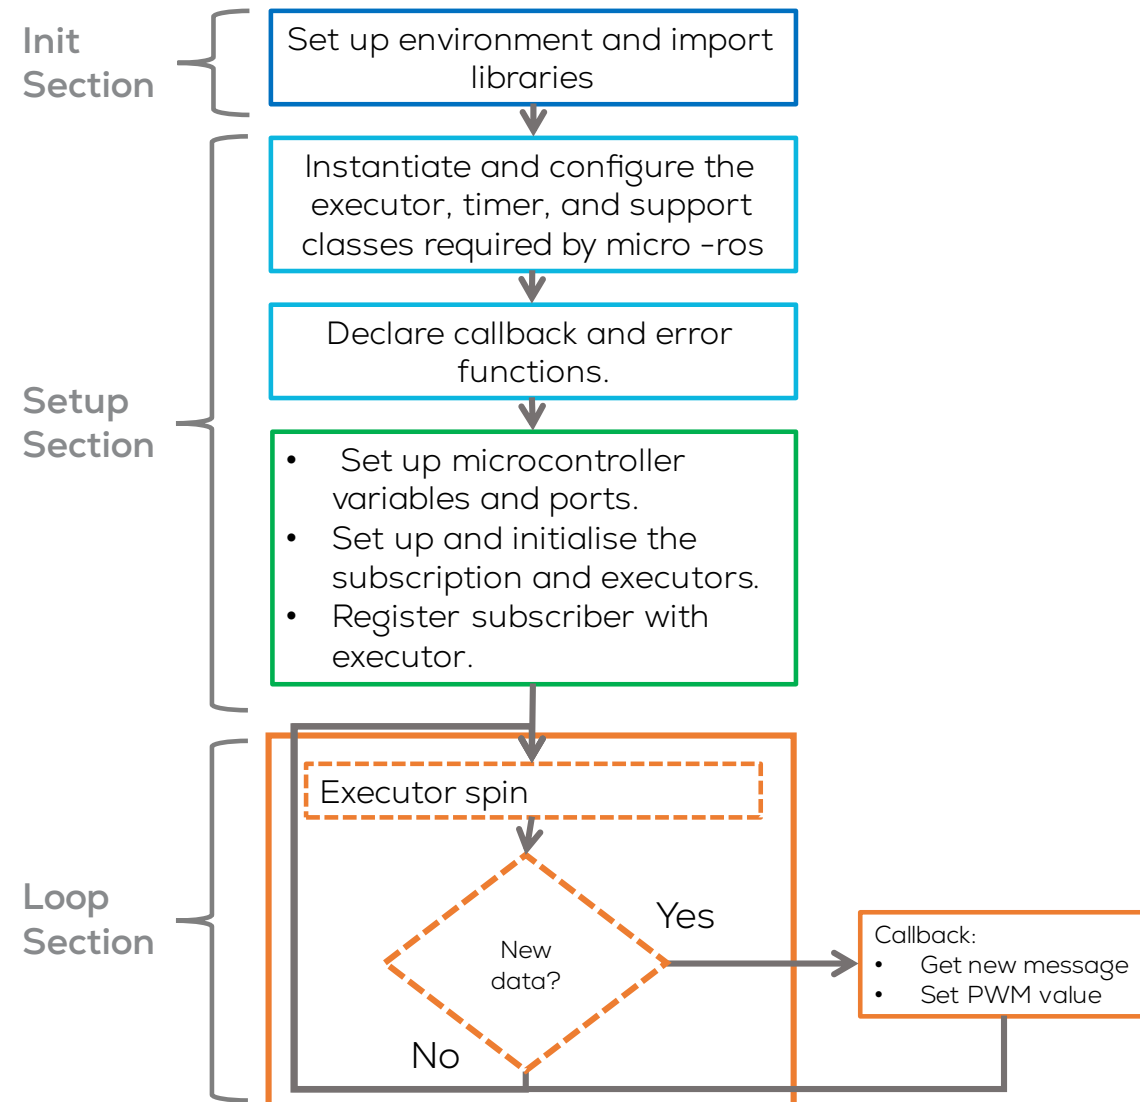 Init
Section
Set up environment and import
libraries
Instantiate and configure the
executor, timer, and support
classes required by micro -ros
Declare callback and error
functions.
Setup
Section
• Set up microcontroller
variables and ports.
• Set up and initialise the
subscription and executors.
• Register subscriber with
executor.
Loop
Section
Executor spin
New
data?
Yes
No
Callback:
• Get new message
• Set PWM value